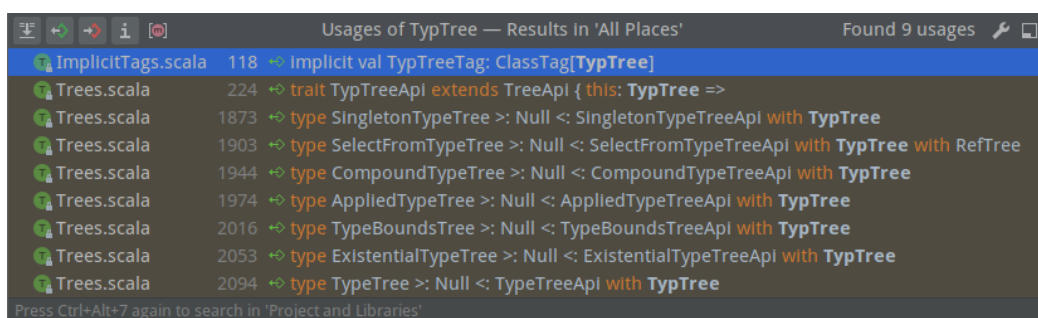 Usages of TypTree — Results in 'All Places' Found 9 usages
ImplicitTags.scala 118 implicit val TypTreeTag: ClassTag[TypTree]
Trees.scala 224 trait TypTreeApi extends TreeApi { this: TypTree =>
Trees.scala 1873 type SingletonTypeTree >: Null <: SingletonTypeTreeApi with TypTree
Trees.scala 1903 type SelectFromTypeTree >: Null <: SelectFromTypeTreeApi with TypTree with RefTree
Trees.scala 1944 type CompoundTypeTree >: Null <: CompoundTypeTreeApi with TypTree
Trees.scala 1974 type AppliedTypeTree >: Null <: AppliedTypeTreeApi with TypTree
Trees.scala 2016 type TypeBoundsTree >: Null <: TypeBoundsTreeApi with TypTree
Trees.scala 2053 type ExistentialTypeTree >: Null <: ExistentialTypeTreeApi with TypTree
Trees.scala 2094 type TypeTree >: Null <: TypeTreeApi with TypTree
Press Ctrl+Alt+7 again to search in 'Project and Libraries'